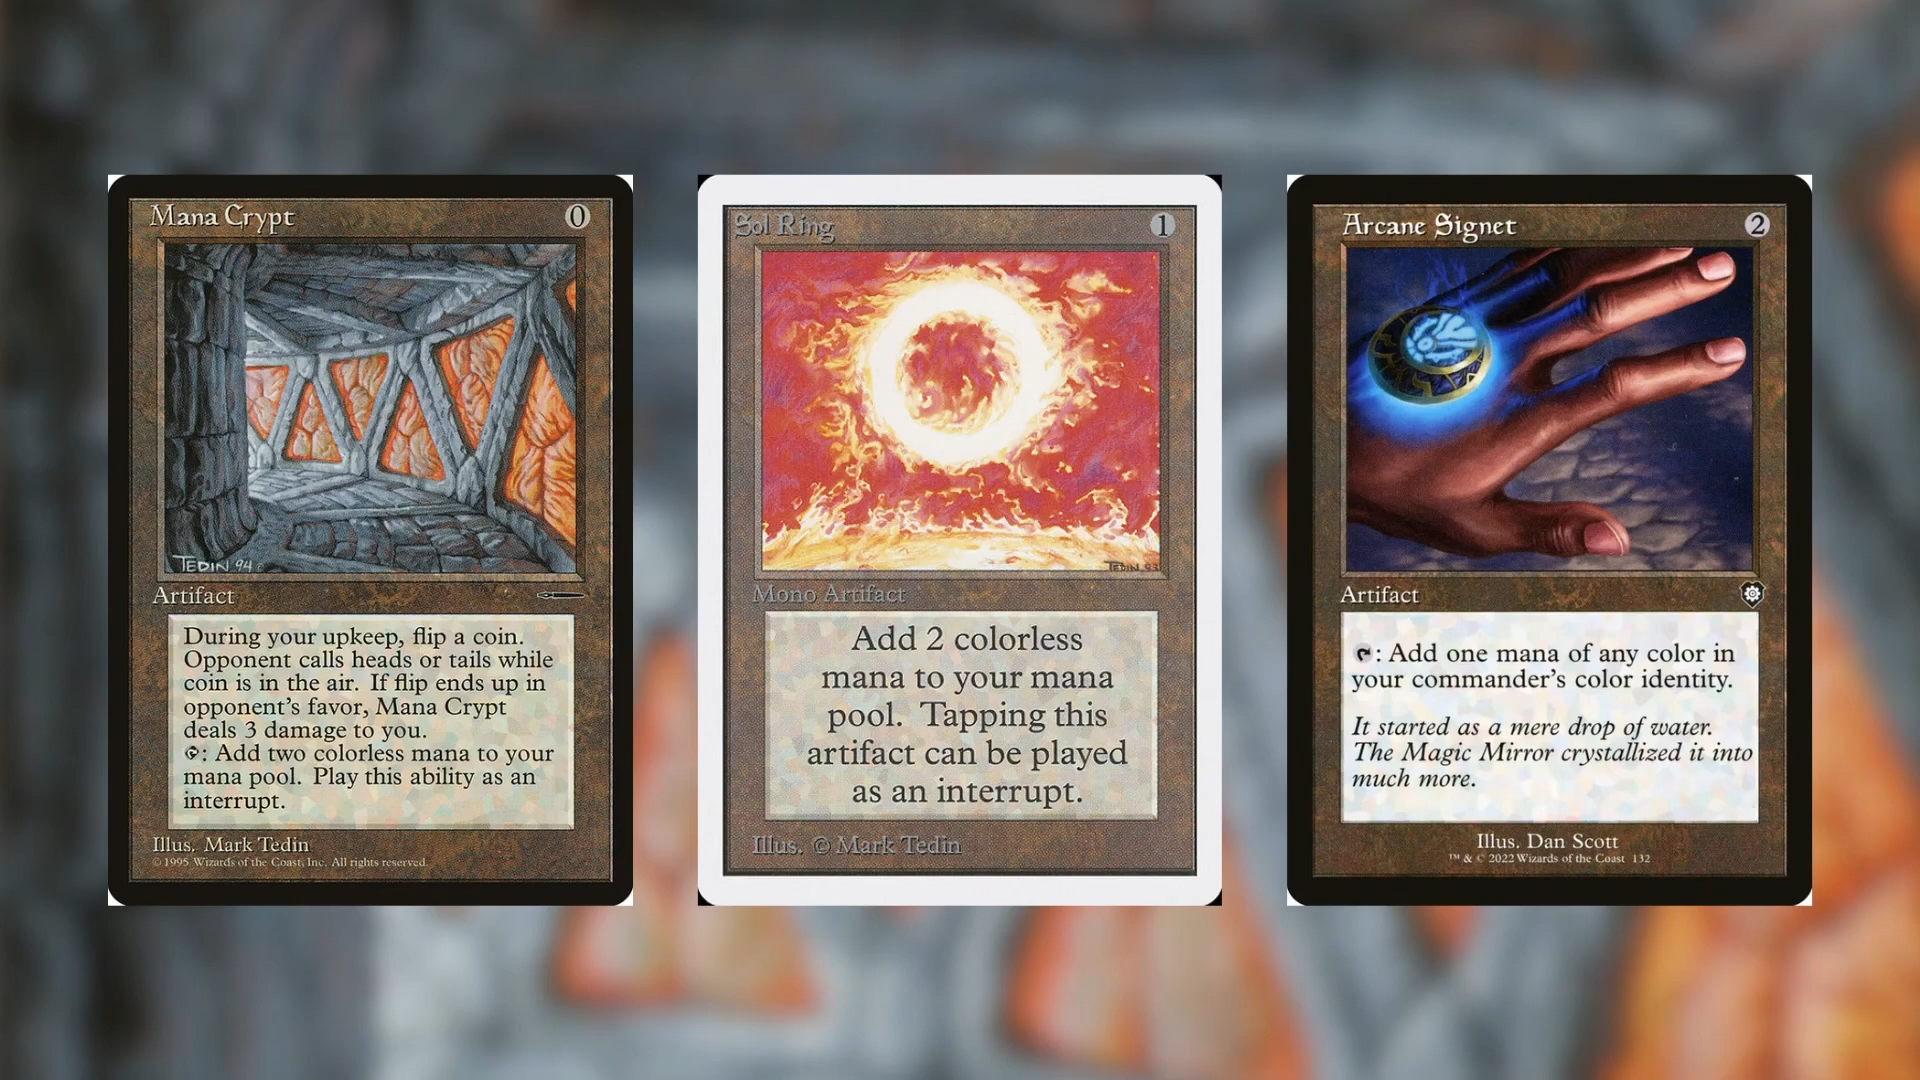 Mana Crypt
0
TEDIN 94
Artifact
During your upkeep, flip a coin.
Opponent calls heads or tails while
coin is in the air. If flip ends up in
opponent's favor, Mana Crypt
deals 3 damage to you.
: Add two colorless mana to your
mana pool. Play this ability as an
interrupt.
Illus. Mark Tedin
© 1995 Wizards of the Coast, Inc. All rights reserved.
Sol Ring
1
TEDIN 93
Mono Artifact
Add 2 colorless
mana to your mana
pool. Tapping this
artifact can be played
as an interrupt.
Illus. © Mark Tedin
Arcane Signet
2
Artifact
: Add one mana of any color in
your commander's color identity.
It started as a mere drop of water.
The Magic Mirror crystallized it into
much more.
Illus. Dan Scott
™ & © 2022 Wizards of the Coast 132